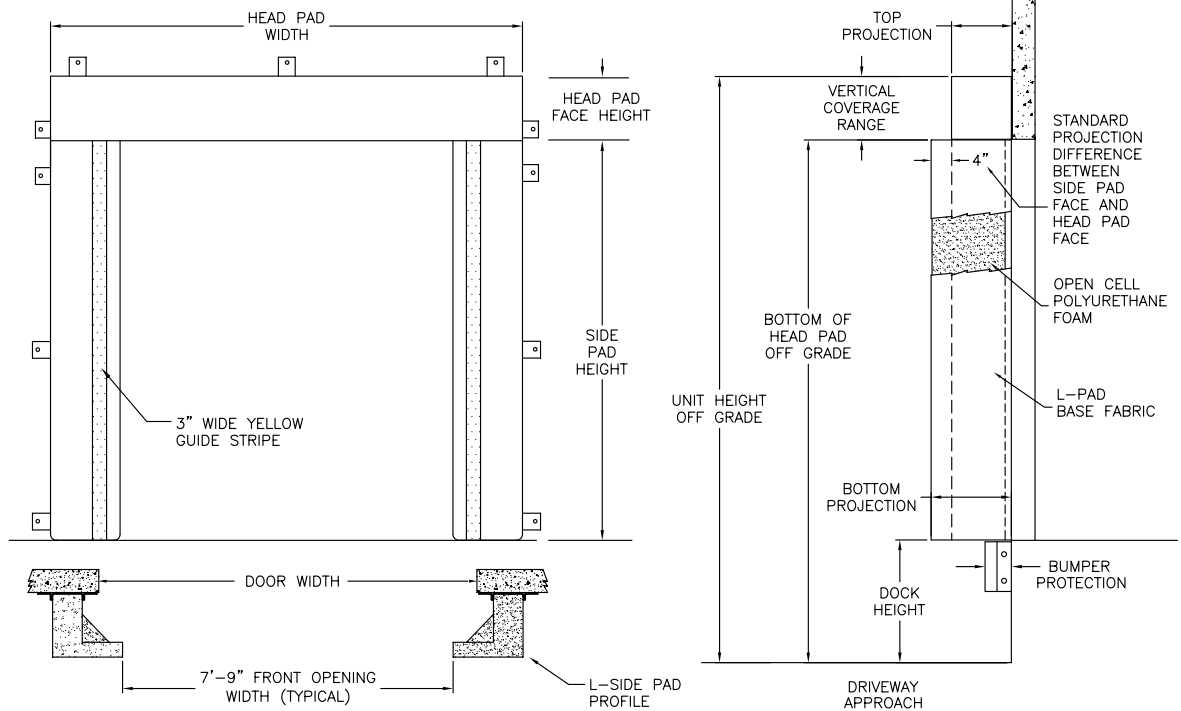 HEAD PAD
WIDTH
HEAD PAD
FACE HEIGHT
SIDE
PAD
HEIGHT
3" WIDE YELLOW
GUIDE STRIPE
DOOR WIDTH
7'-9" FRONT OPENING
WIDTH (TYPICAL)
L-SIDE PAD
PROFILE
TOP
PROJECTION
VERTICAL
COVERAGE
RANGE
4"
STANDARD
PROJECTION
DIFFERENCE
BETWEEN
SIDE PAD
FACE AND
HEAD PAD
FACE
OPEN CELL
POLYURETHANE
FOAM
BOTTOM OF
HEAD PAD
OFF GRADE
UNIT HEIGHT
OFF GRADE
L-PAD
BASE FABRIC
BOTTOM
PROJECTION
DOCK
HEIGHT
BUMPER
PROTECTION
DRIVEWAY
APPROACH